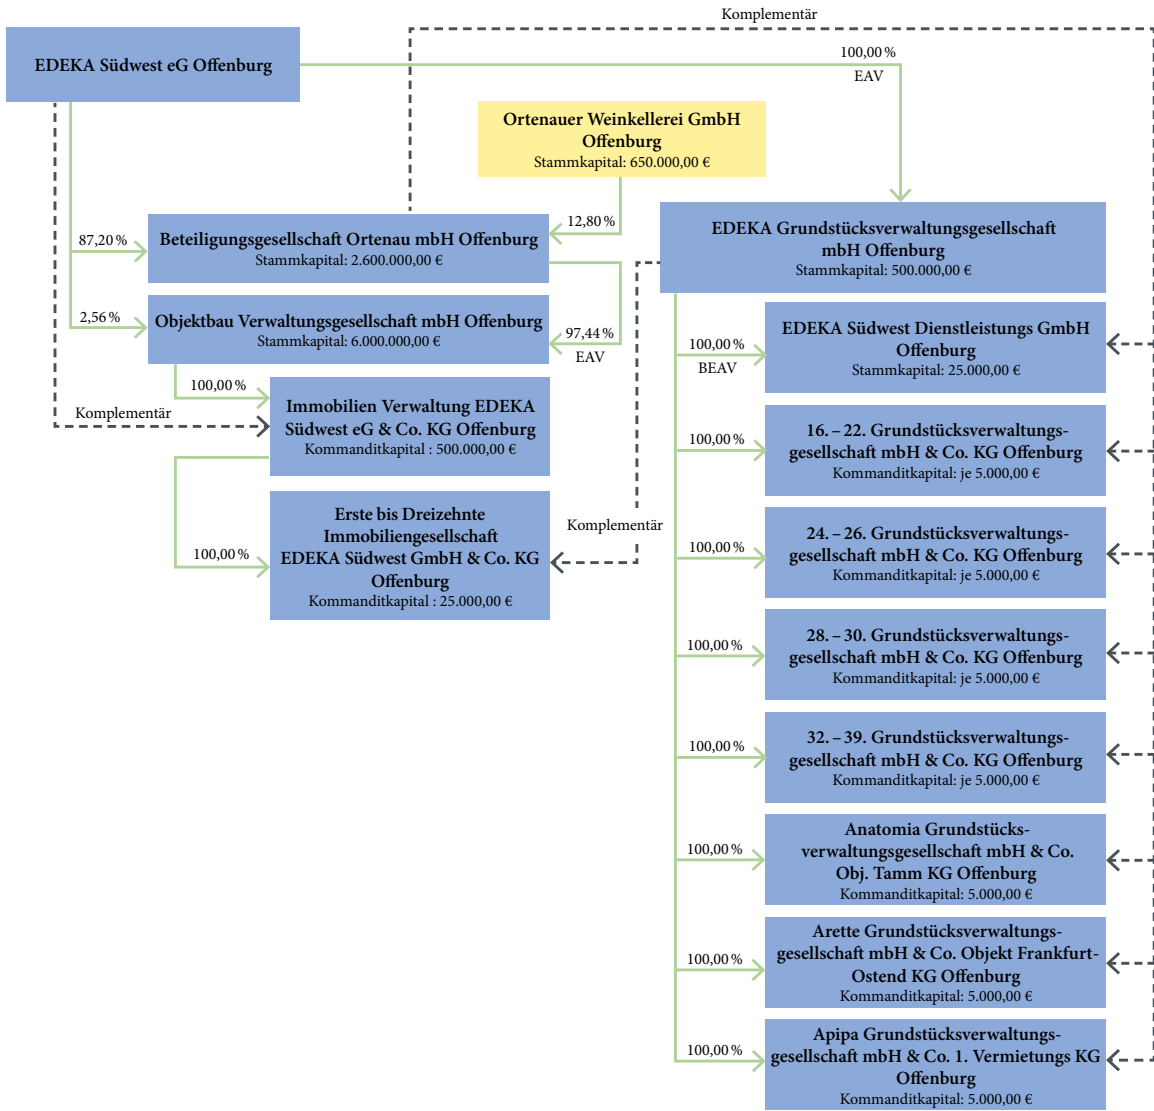 Komplementär
EDEKA Südwest eG Offenburg
100,00 %
EAV
Ortenauer Weinkellerei GmbH
Offenburg
Stammkapital: 650.000,00 €
87,20 %
Beteiligungsgesellschaft Ortenau mbH Offenburg
Stammkapital: 2.600.000,00 €
12,80 %
EDEKA Grundstücksverwaltungsgesellschaft
mbH Offenburg
Stammkapital: 500.000,00 €
2,56 %
Objektbau Verwaltungsgesellschaft mbH Offenburg
Stammkapital: 6.000.000,00 €
97,44 %
EAV
100,00 %
BEAV
EDEKA Südwest Dienstleistungs GmbH
Offenburg
Stammkapital: 25.000,00 €
100,00 %
Komplementär
Immobilien Verwaltung EDEKA
Südwest eG & Co. KG Offenburg
Kommanditkapital : 500.000,00 €
100,00 %
16. – 22. Grundstücksverwaltungs-
gesellschaft mbH & Co. KG Offenburg
Kommanditkapital: je 5.000,00 €
100,00 %
Erste bis Dreizehnte
Immobiliengesellschaft
EDEKA Südwest GmbH & Co. KG
Offenburg
Kommanditkapital : 25.000,00 €
Komplementär
100,00 %
24. – 26. Grundstücksverwaltungs-
gesellschaft mbH & Co. KG Offenburg
Kommanditkapital: je 5.000,00 €
100,00 %
28. – 30. Grundstücksverwaltungs-
gesellschaft mbH & Co. KG Offenburg
Kommanditkapital: je 5.000,00 €
100,00 %
32. – 39. Grundstücksverwaltungs-
gesellschaft mbH & Co. KG Offenburg
Kommanditkapital: je 5.000,00 €
100,00 %
Anatomia Grundstücks-
verwaltungsgesellschaft mbH & Co.
Obj. Tamm KG Offenburg
Kommanditkapital: 5.000,00 €
100,00 %
Arette Grundstücksverwaltungs-
gesellschaft mbH & Co. Objekt Frankfurt-
Ostend KG Offenburg
Kommanditkapital: 5.000,00 €
100,00 %
Apipa Grundstücksverwaltungs-
gesellschaft mbH & Co. 1. Vermietungs KG
Offenburg
Kommanditkapital: 5.000,00 €